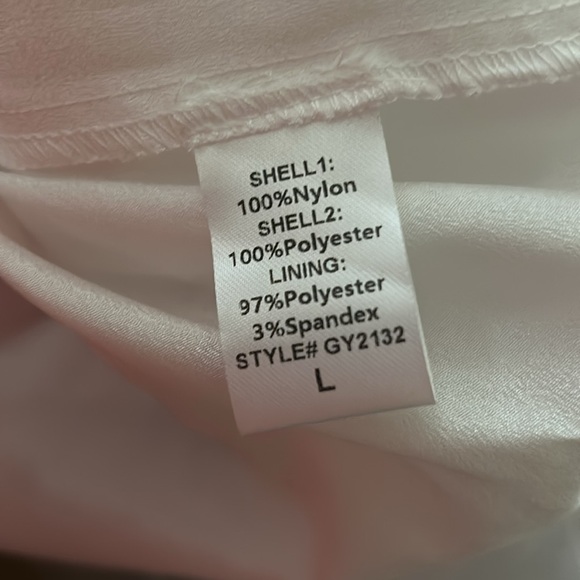 SHELL1:
100%Nylon
SHELL2:
100%Polyester
LINING:
97%Polyester
3%Spandex
STYLE# GY2132
L